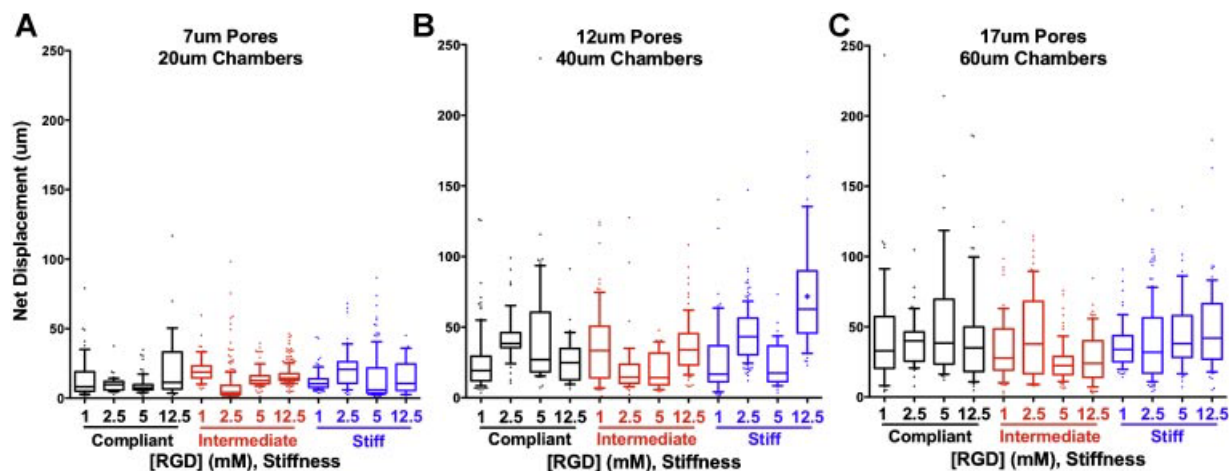 A
7um Pores
20um Chambers
Net Displacement (um)
250
200
150
100
50
0
1 2.5 5 12.5 1 2.5 5 12.5 1 2.5 5 12.5
Compliant Intermediate Stiff
[RGD] (mM), Stiffness
B
12um Pores
40um Chambers
250
200
150
100
50
0
1 2.5 5 12.5 1 2.5 5 12.5 1 2.5 5 12.5
Compliant Intermediate Stiff
[RGD] (mM), Stiffness
C
17um Pores
60um Chambers
250
200
150
100
50
0
1 2.5 5 12.5 1 2.5 5 12.5 1 2.5 5 12.5
Compliant Intermediate Stiff
[RGD] (mM), Stiffness